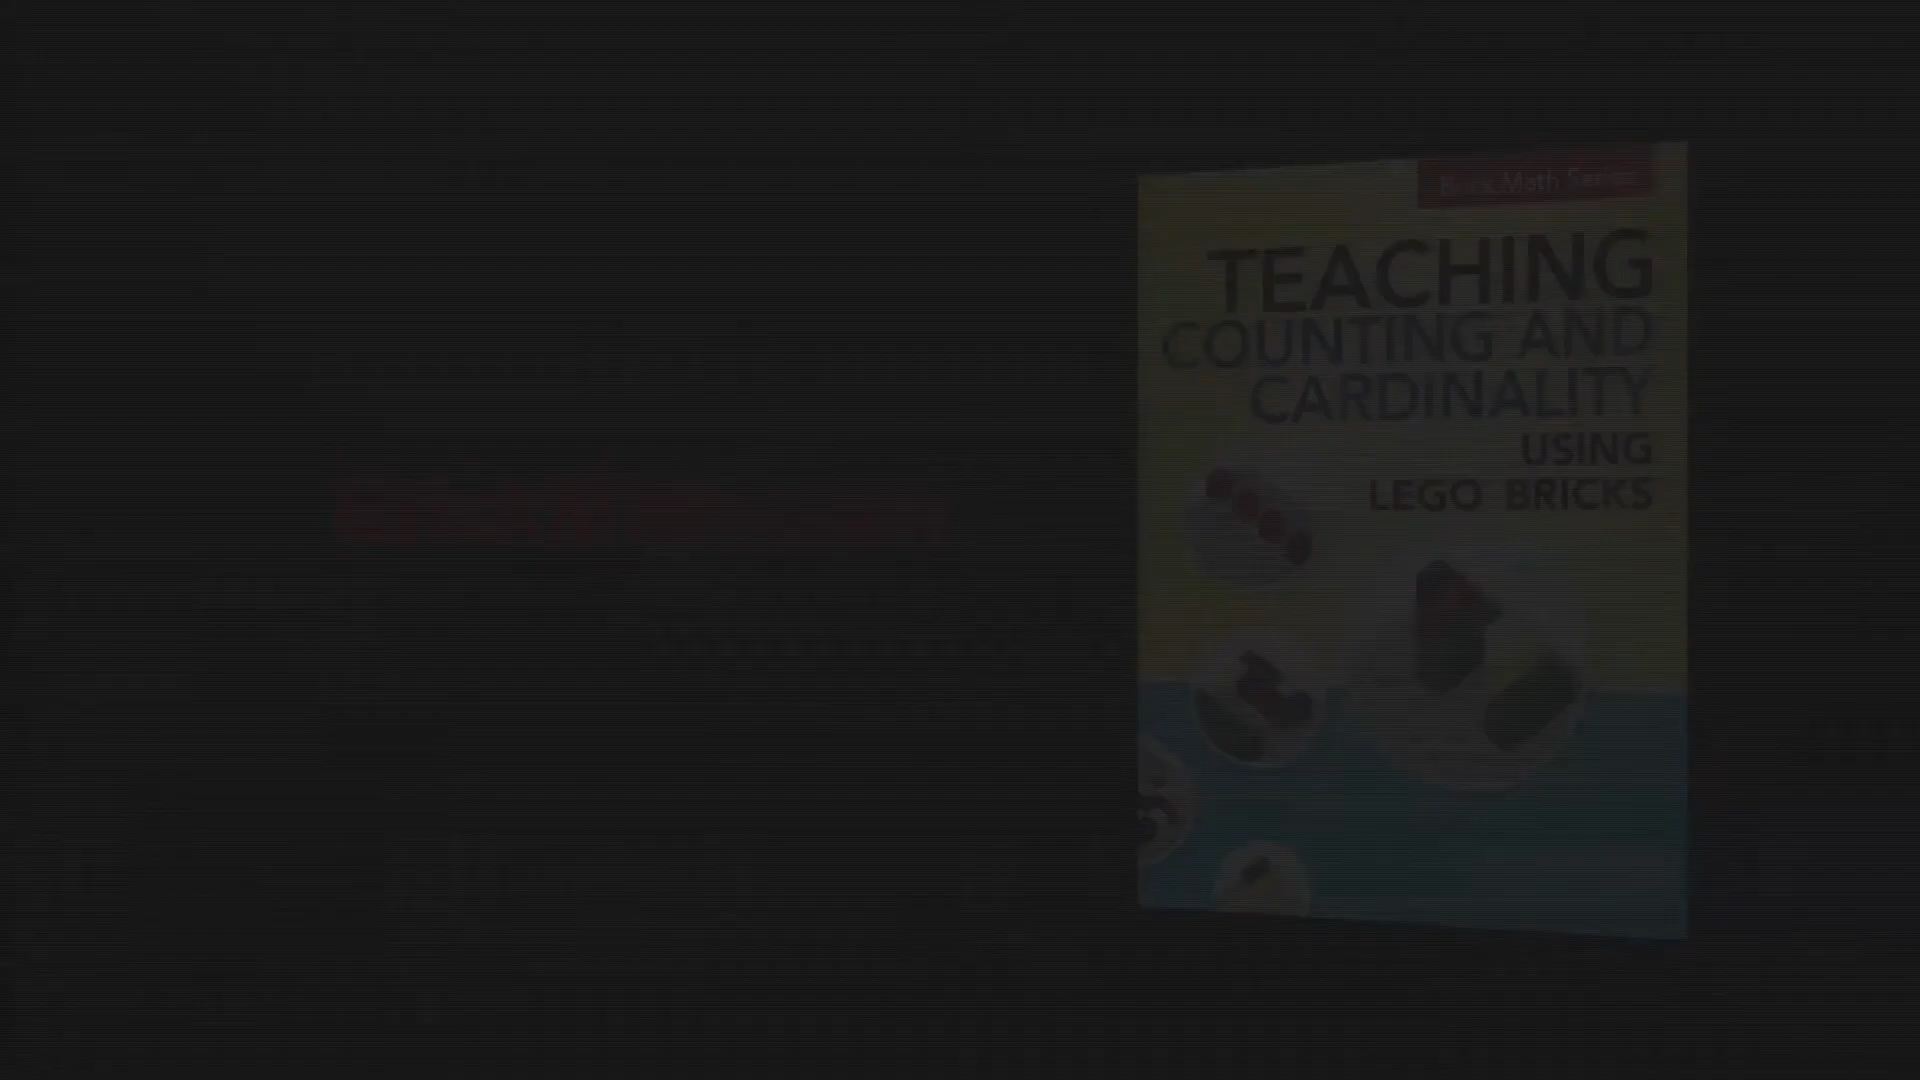 Brick Math Series
TEACHING
COUNTING AND
CARDINALITY
USING
LEGO BRICKS